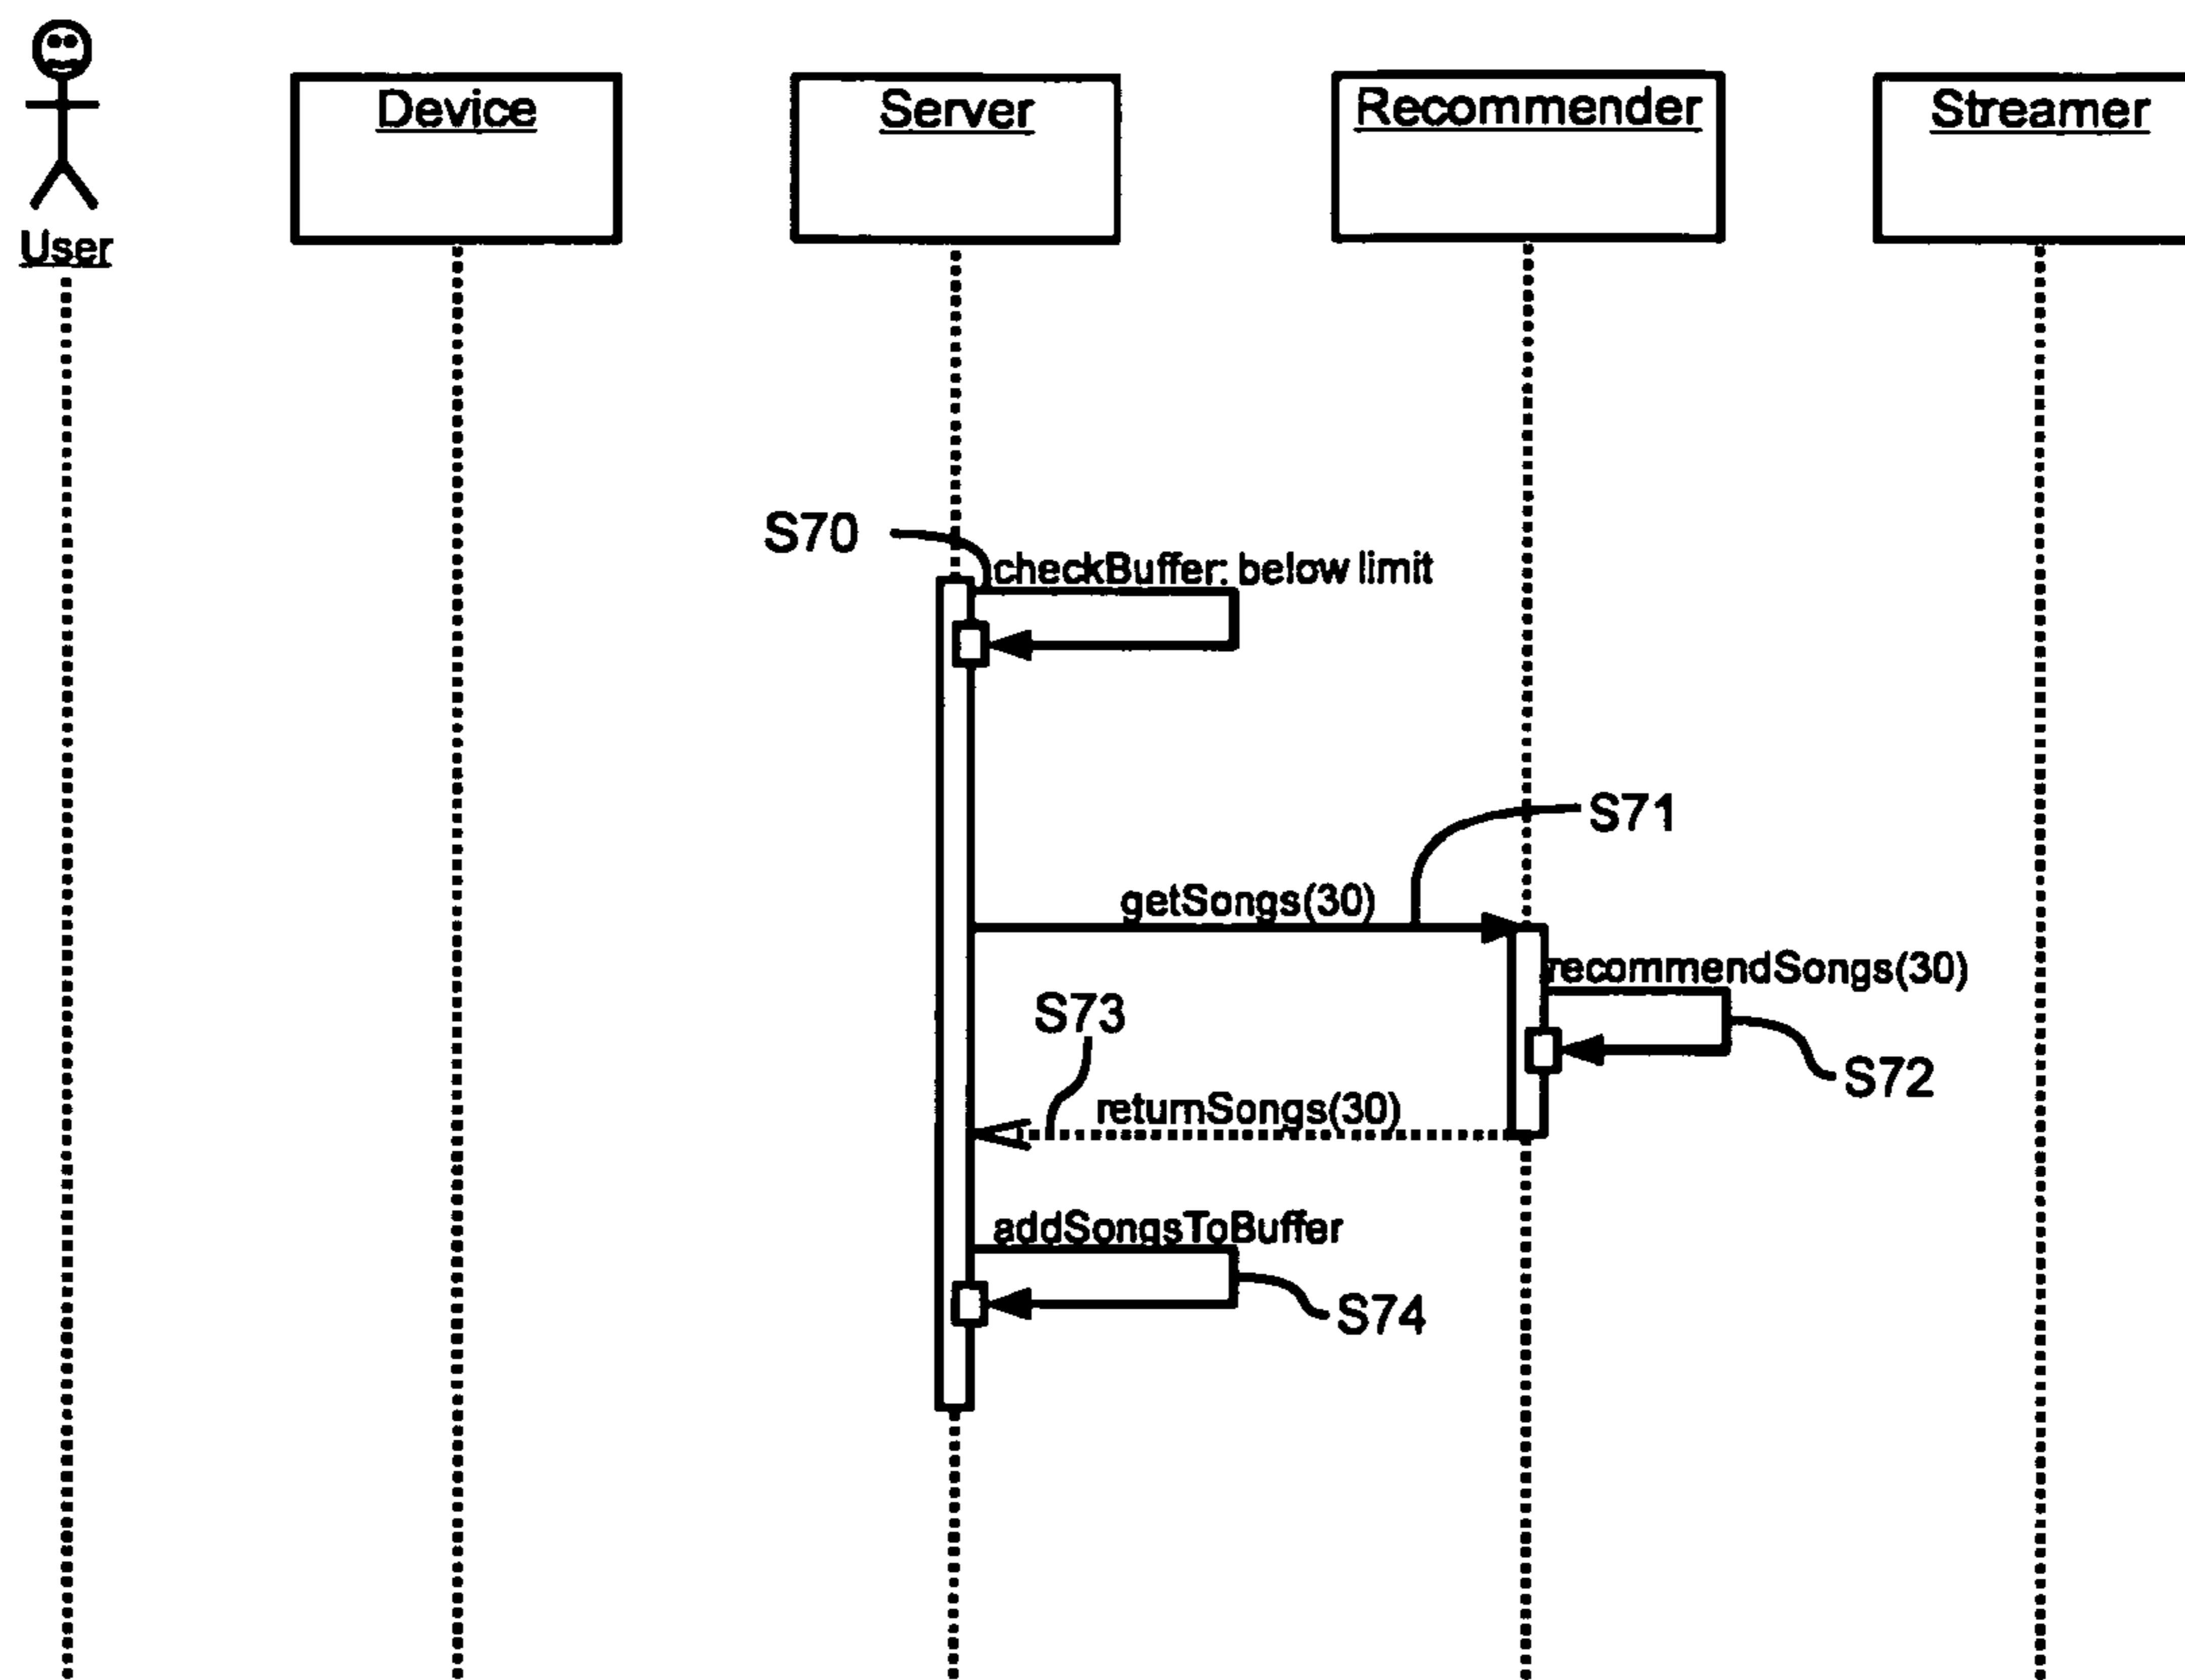 User
Device
Server
Recommender
Streamer
S70
checkBuffer: below limit
S71
getSongs(30)
recommendSongs(30)
S73
S72
returnSongs(30)
addSongsToBuffer
S74